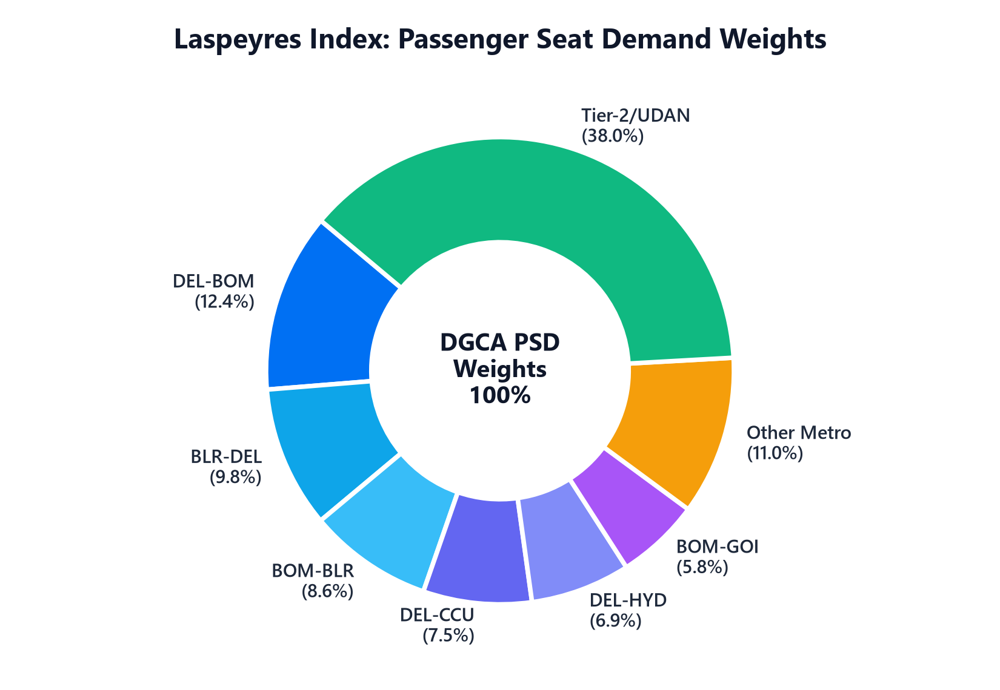 Laspeyres Index: Passenger Seat Demand Weights
Tier-2/UDAN
(38.0%)
DEL-BOM
(12.4%)
DGCA PSD
Weights
100%
Other Metro
(11.0%)
BLR-DEL
(9.8%)
BOM-GOI
(5.8%)
BOM-BLR
(8.6%)
DEL-HYD
(6.9%)
DEL-CCU
(7.5%)